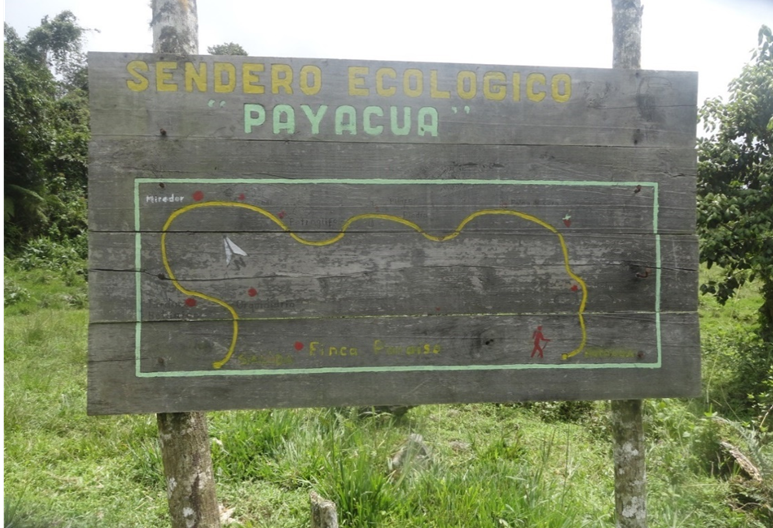 SENDERO ECOLOGICO
"PAYACUA"
Mirador
Finca Paraiso